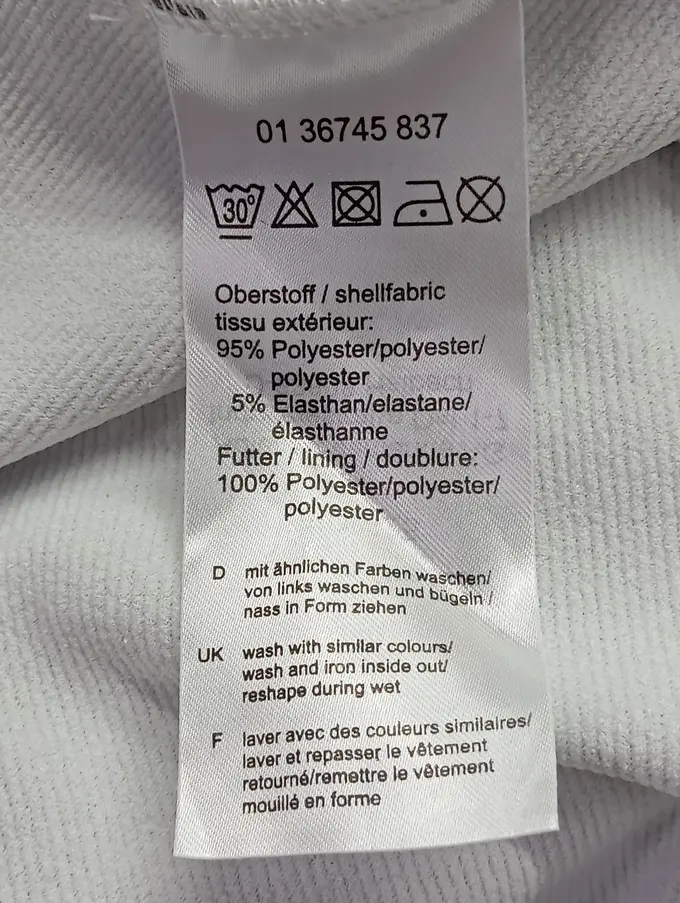 01 36745 837
30°
Oberstoff / shellfabric
tissu extérieur:
95% Polyester/polyester/
polyester
5% Elasthan/elastane/
élasthanne
Futter / lining / doublure:
100% Polyester/polyester/
polyester
D mit ähnlichen Farben waschen/
von links waschen und bügeln /
nass in Form ziehen
UK wash with similar colours/
wash and iron inside out/
reshape during wet
F laver avec des couleurs similaires/
laver et repasser le vêtement
retourné/remettre le vêtement
mouillé en forme